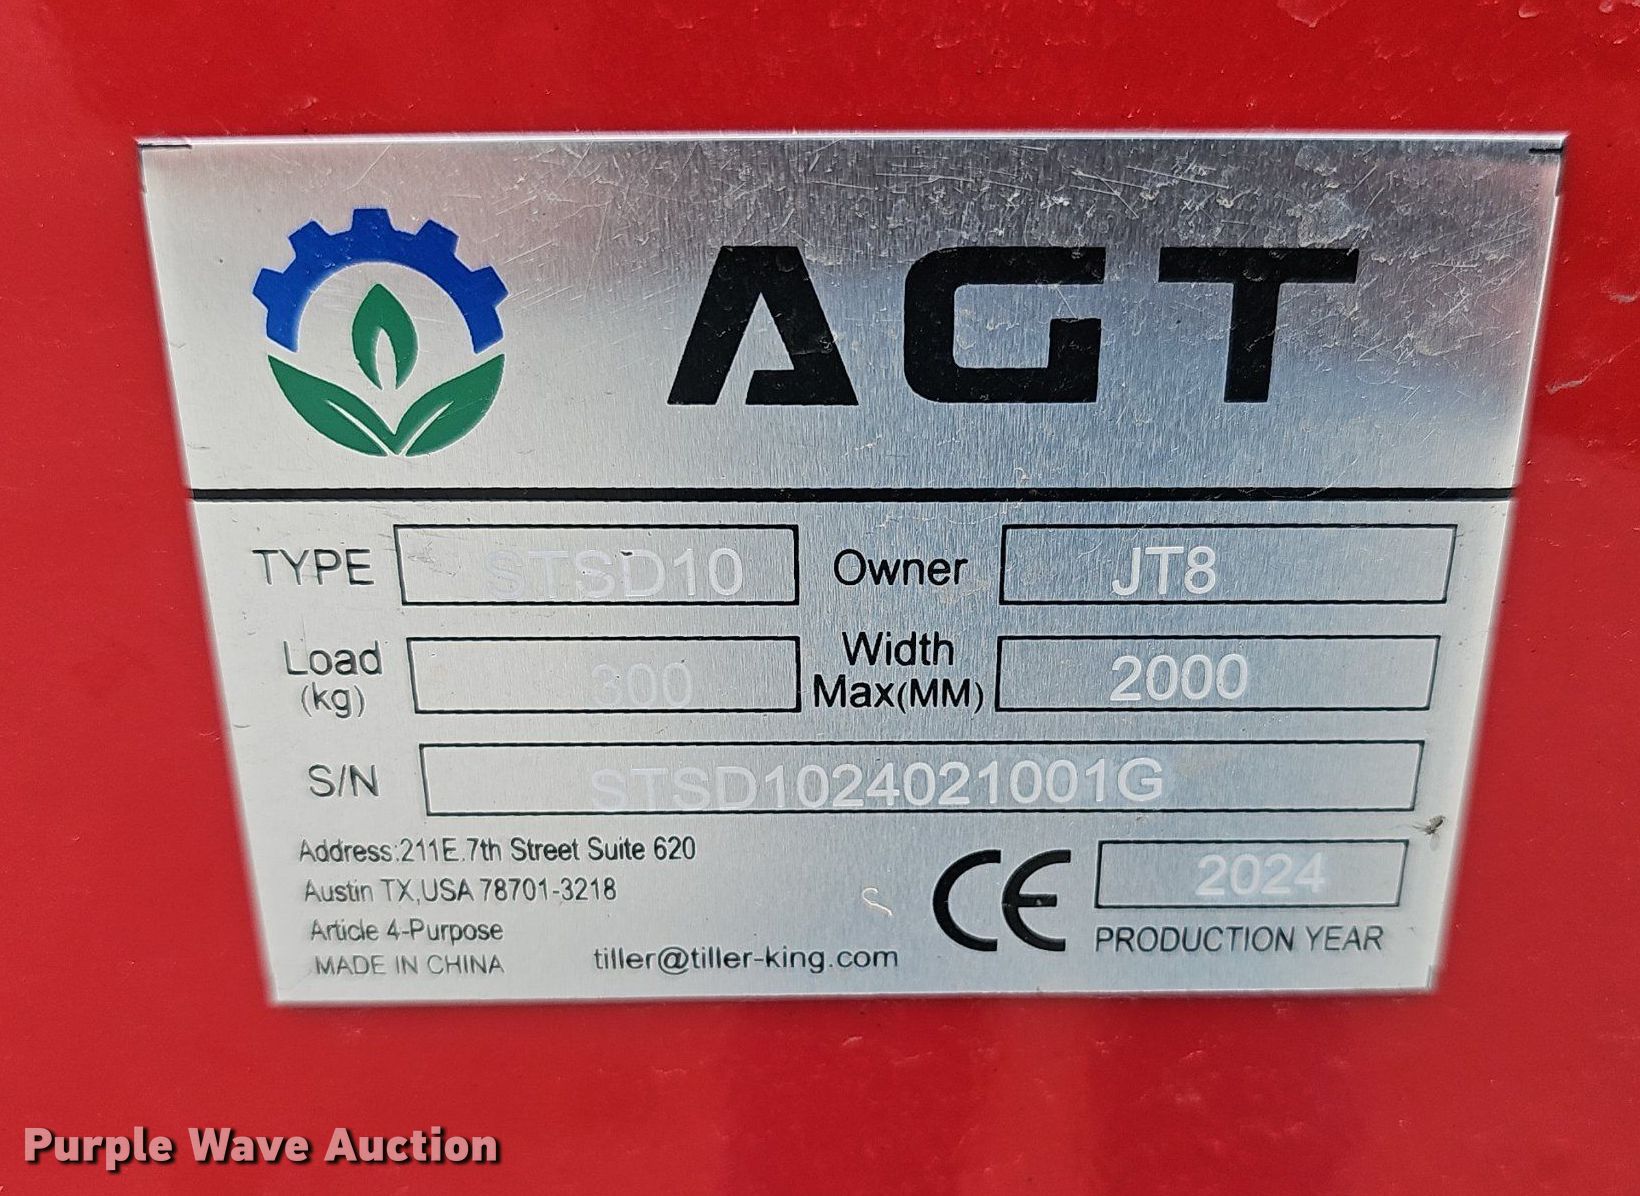 AGT
TYPE STSD10 Owner JT8
Load (kg) 300 Width Max(MM) 2000
S/N STSD1024021001G
Address:211E.7th Street Suite 620
Austin TX,USA 78701-3218
Article 4-Purpose
MADE IN CHINA
tiller@tiller-king.com
CE 2024
PRODUCTION YEAR
Purple Wave Auction